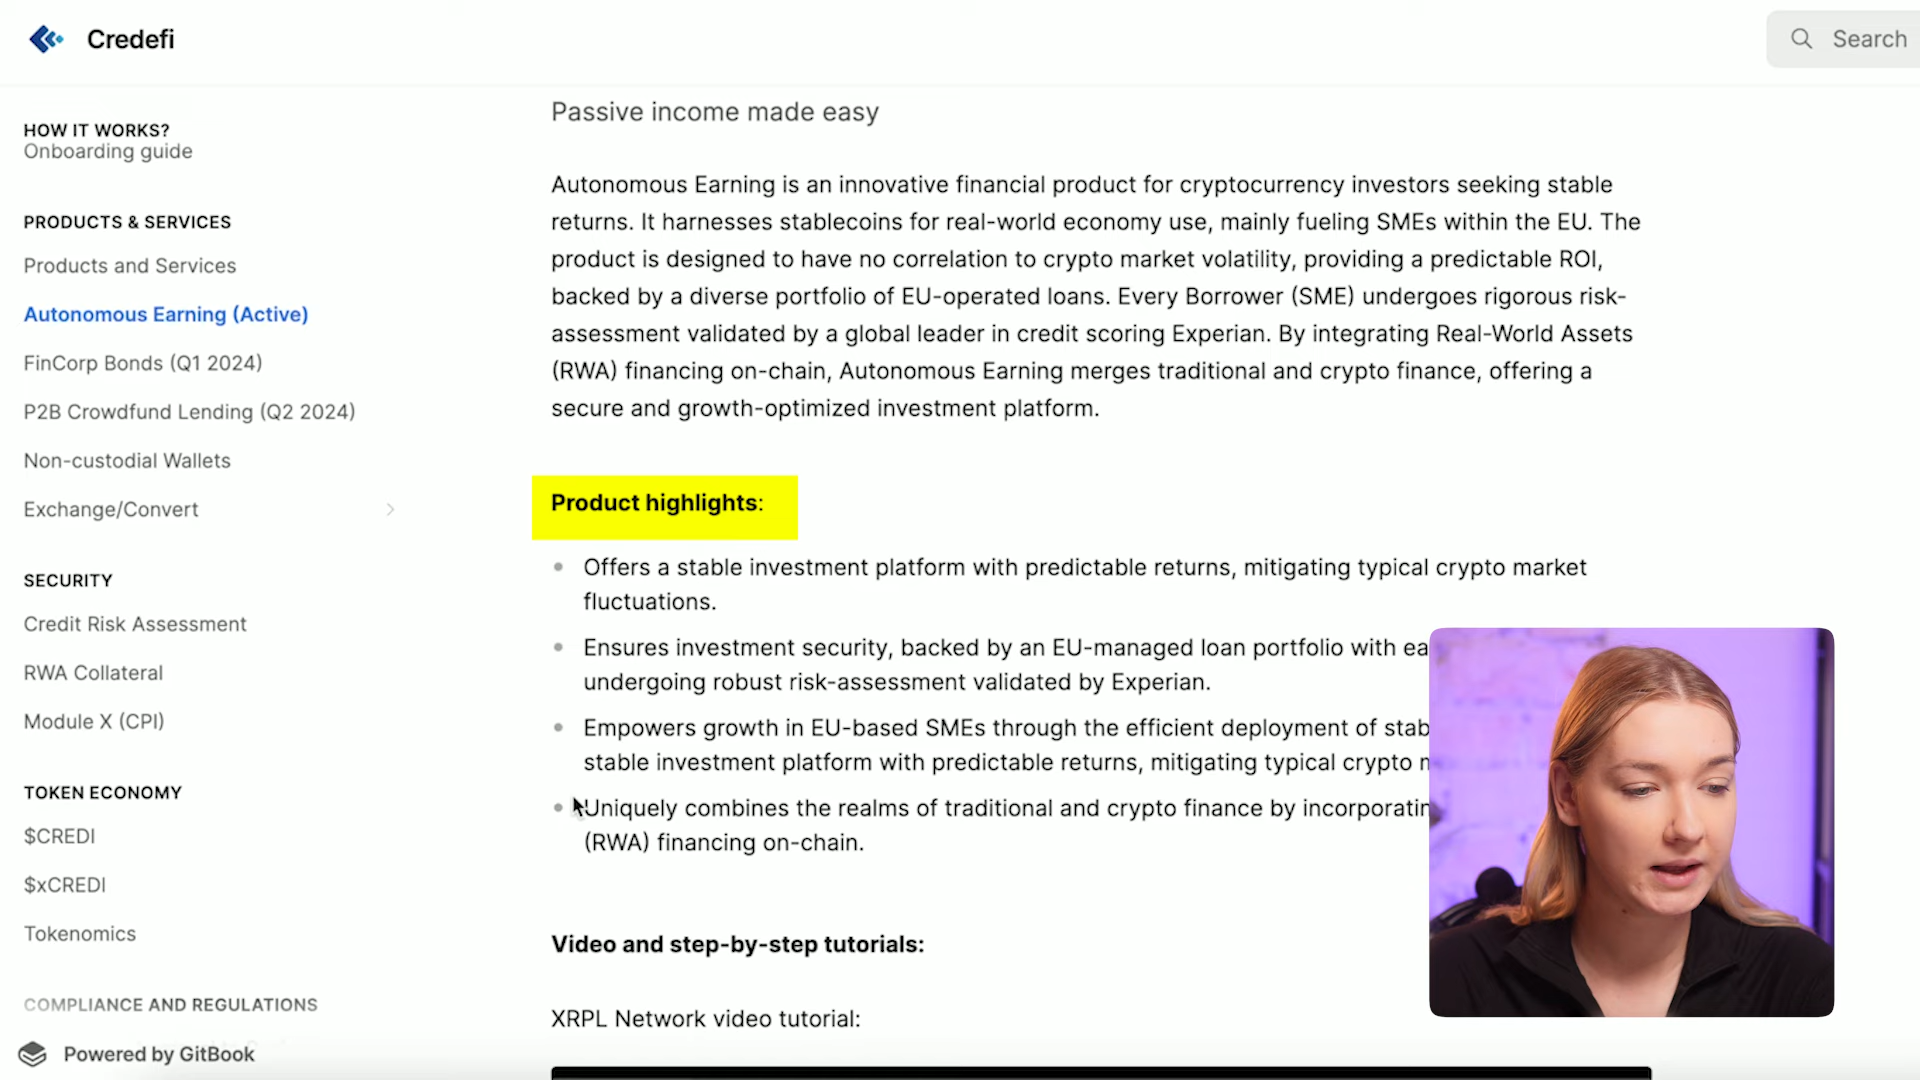 Credefi
Search
HOW IT WORKS?
Onboarding guide
PRODUCTS & SERVICES
Products and Services
Autonomous Earning (Active)
FinCorp Bonds (Q1 2024)
P2B Crowdfund Lending (Q2 2024)
Non-custodial Wallets
Exchange/Convert
SECURITY
Credit Risk Assessment
RWA Collateral
Module X (CPI)
TOKEN ECONOMY
$CREDI
$xCREDI
Tokenomics
COMPLIANCE AND REGULATIONS
Powered by GitBook
Passive income made easy
Autonomous Earning is an innovative financial product for cryptocurrency investors seeking stable
returns. It harnesses stablecoins for real-world economy use, mainly fueling SMEs within the EU. The
product is designed to have no correlation to crypto market volatility, providing a predictable ROI,
backed by a diverse portfolio of EU-operated loans. Every Borrower (SME) undergoes rigorous risk-
assessment validated by a global leader in credit scoring Experian. By integrating Real-World Assets
(RWA) financing on-chain, Autonomous Earning merges traditional and crypto finance, offering a
secure and growth-optimized investment platform.
Product highlights:
Offers a stable investment platform with predictable returns, mitigating typical crypto market
fluctuations.
Ensures investment security, backed by an EU-managed loan portfolio with ea
undergoing robust risk-assessment validated by Experian.
Empowers growth in EU-based SMEs through the efficient deployment of stab
stable investment platform with predictable returns, mitigating typical crypto
Uniquely combines the realms of traditional and crypto finance by incorporatin
(RWA) financing on-chain.
Video and step-by-step tutorials:
XRPL Network video tutorial: